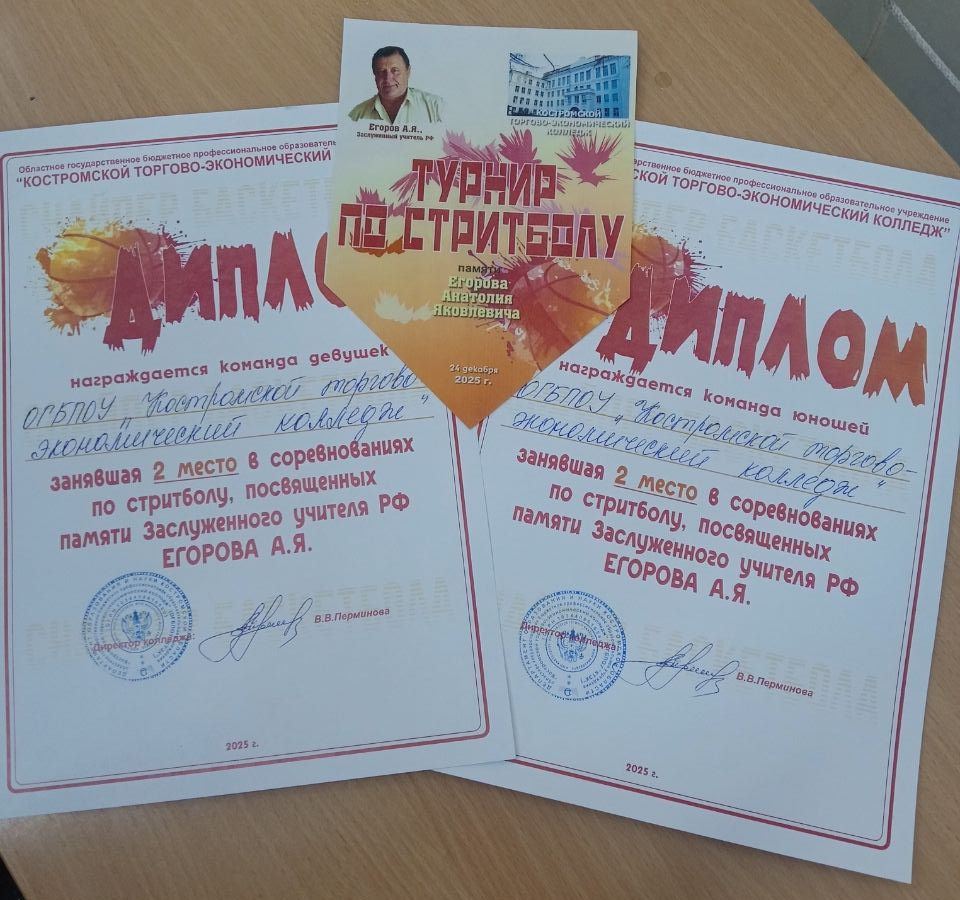 Егоров А.Я.,
Заслуженный учитель РФ
КОСТРОМСКОЙ
ТОРГОВО-ЭКОНОМИЧЕСКИЙ
КОЛЛЕДЖ
ТУРНИР
ПО СТРИТБОЛУ
памяти
Егорова
Анатолия
Яковлевича
24 декабря
2025 г.
Областное государственное бюджетное профессиональное
"КОСТРОМСКОЙ ТОРГОВО-ЭКОНОМИЧЕСКИЙ
ДИПЛО
награждается команда девушек
ОГБПОУ "Костромской торгово-
экономический колледж"
занявшая 2 место в соревнованиях
по стритболу, посвященных
памяти Заслуженного учителя РФ
ЕГОРОВА А.Я.
Директор колледжа:
В.В.Перминова
2025 г.
бюджетное профессиональное образовательное учреждение
ТОРГОВО-ЭКОНОМИЧЕСКИЙ КОЛЛЕДЖ"
ДИПЛОМ
награждается команда юношей
ОГБПОУ "Костромской торгово-
экономический колледж"
занявшая 2 место в соревнованиях
по стритболу, посвященных
памяти Заслуженного учителя РФ
ЕГОРОВА А.Я.
Директор колледжа:
В.В.Перминова
2025 г.